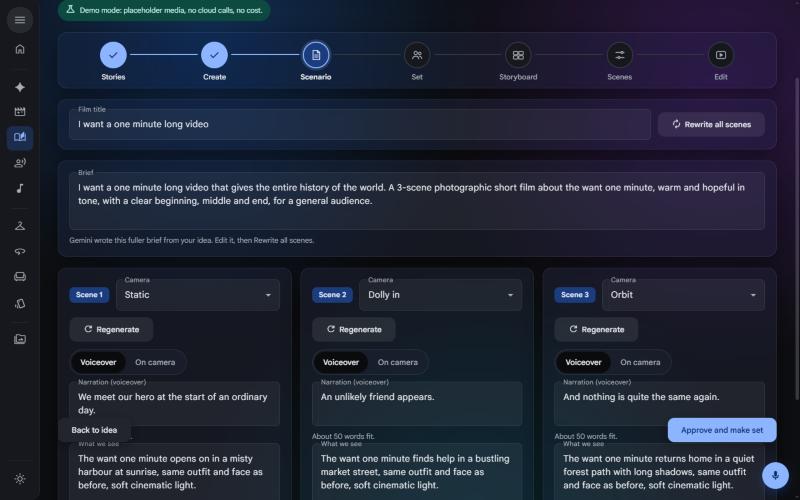 Demo mode: placeholder media, no cloud calls, no cost.
Stories
Create
Scenario
Set
Storyboard
Scenes
Edit
Film title
I want a one minute long video
Rewrite all scenes
Brief
I want a one minute long video that gives the entire history of the world. A 3-scene photographic short film about the want one minute, warm and hopeful in
tone, with a clear beginning, middle and end, for a general audience.
Gemini wrote this fuller brief from your idea. Edit it, then Rewrite all scenes.
Scene 1
Camera
Static
Regenerate
Voiceover
On camera
Narration (voiceover)
We meet our hero at the start of an ordinary
day.
What we see
The want one minute opens on in a misty
harbour at sunrise, same outfit and face as
before, soft cinematic light.
Scene 2
Camera
Dolly in
Regenerate
Voiceover
On camera
Narration (voiceover)
An unlikely friend appears.
About 50 words fit.
What we see
The want one minute finds help in a bustling
market street, same outfit and face as
before, soft cinematic light.
Scene 3
Camera
Orbit
Regenerate
Voiceover
On camera
Narration (voiceover)
And nothing is quite the same again.
About 50 words fit.
What we see
The want one minute returns home in a quiet
forest path with long shadows, same outfit
and face as before, soft cinematic light.
Back to idea
Approve and make set